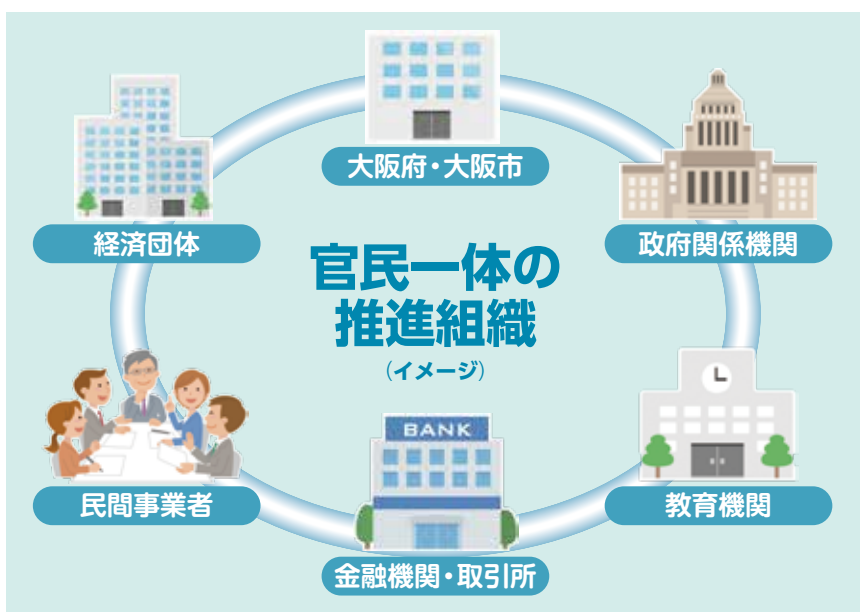 大阪府・大阪市
経済団体
政府関係機関
官民一体の
推進組織
（イメージ）
民間事業者
BANK
教育機関
金融機関・取引所